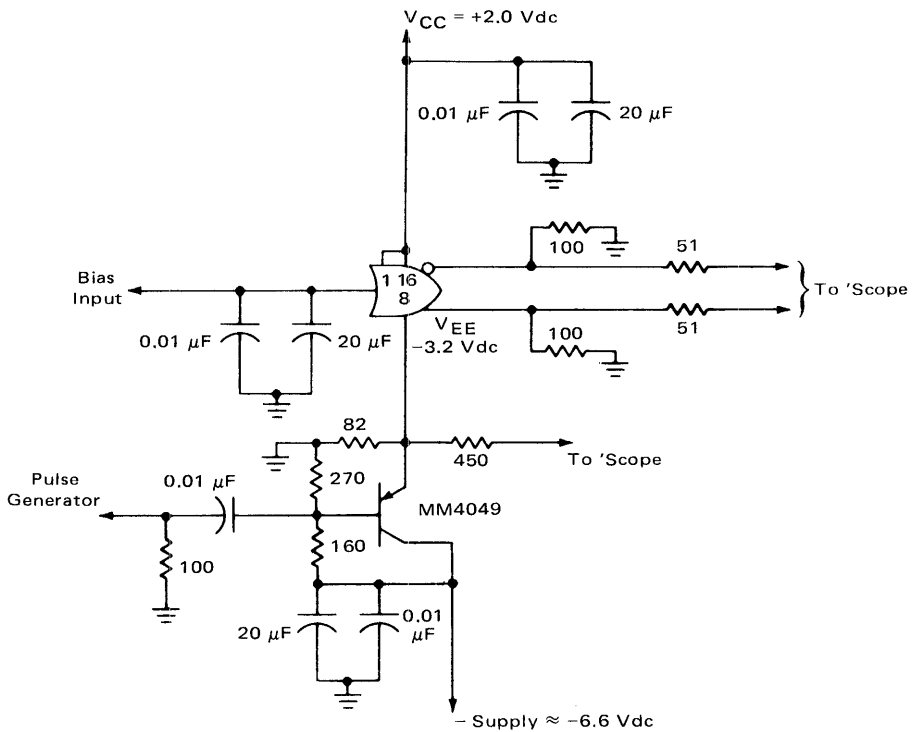 VCC = +2.0 Vdc
0.01 μF
20 μF
100
51
Bias
Input
1 16
8
To 'Scope
VEE
−3.2 Vdc
0.01 μF
20 μF
100
51
82
450
To 'Scope
270
Pulse
Generator
0.01 μF
MM4049
160
100
20 μF
0.01
μF
− Supply ≈ −6.6 Vdc